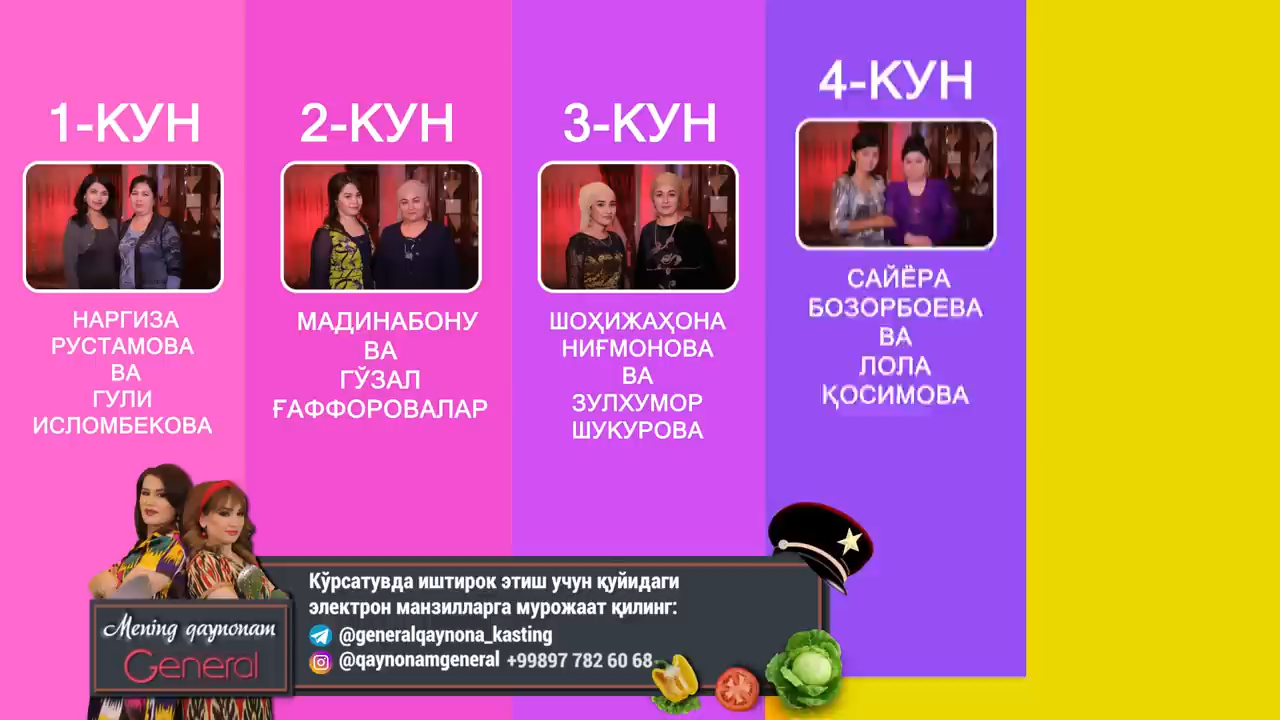 1-КУН
НАРГИЗА
РУСТАМОВА
ВА
ГУЛИ
ИСЛОМБЕКОВА
2-КУН
МАДИНАБОНУ
ВА
ГЎЗАЛ
ҒАФФОРОВАЛАР
3-КУН
ШОҲИЖАҲОНА
НИҒМОНОВА
ВА
ЗУЛХУМОР
ШУКУРОВА
4-КУН
САЙЁРА
БОЗОРБОЕВА
ВА
ЛОЛА
ҚОСИМОВА
Mening qaynonam
General
Кўрсатувда иштирок этиш учун қуйидаги
электрон манзилларга мурожаат қилинг:
@generalqaynona_kasting
@qaynonamgeneral +99897 782 60 68